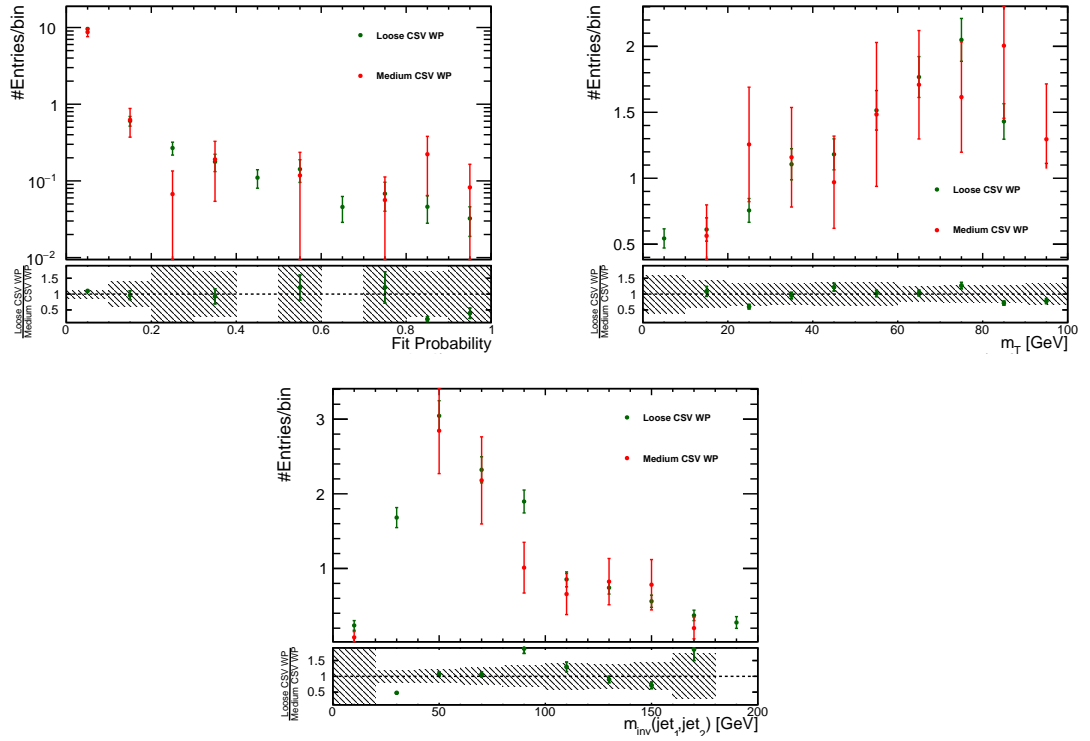 #Entries/bin
10
1
10⁻¹
10⁻²
Loose CSV WP
Medium CSV WP
Loose CSV WP
Medium CSV WP
1.5
1
0.5
0 0.2 0.4 0.6 0.8 1
Fit Probability
#Entries/bin
2
1.5
1
0.5
Loose CSV WP
Medium CSV WP
Loose CSV WP
Medium CSV WP
1.5
1
0.5
0 20 40 60 80 100
m_T [GeV]
#Entries/bin
3
2
1
Loose CSV WP
Medium CSV WP
Loose CSV WP
Medium CSV WP
1.5
1
0.5
0 50 100 150 200
m_inv(jet_1,jet_2) [GeV]